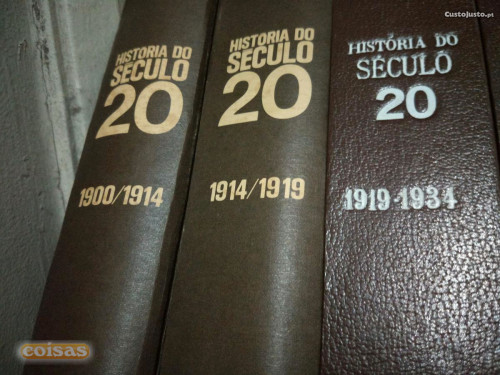 HISTORIA DO
SÉCULO
20
1900/1914
HISTORIA DO
SÉCULO
20
1914/1919
HISTÓRIA DO
SÉCULO
20
1919-1934
CustoJusto.pt
coisas